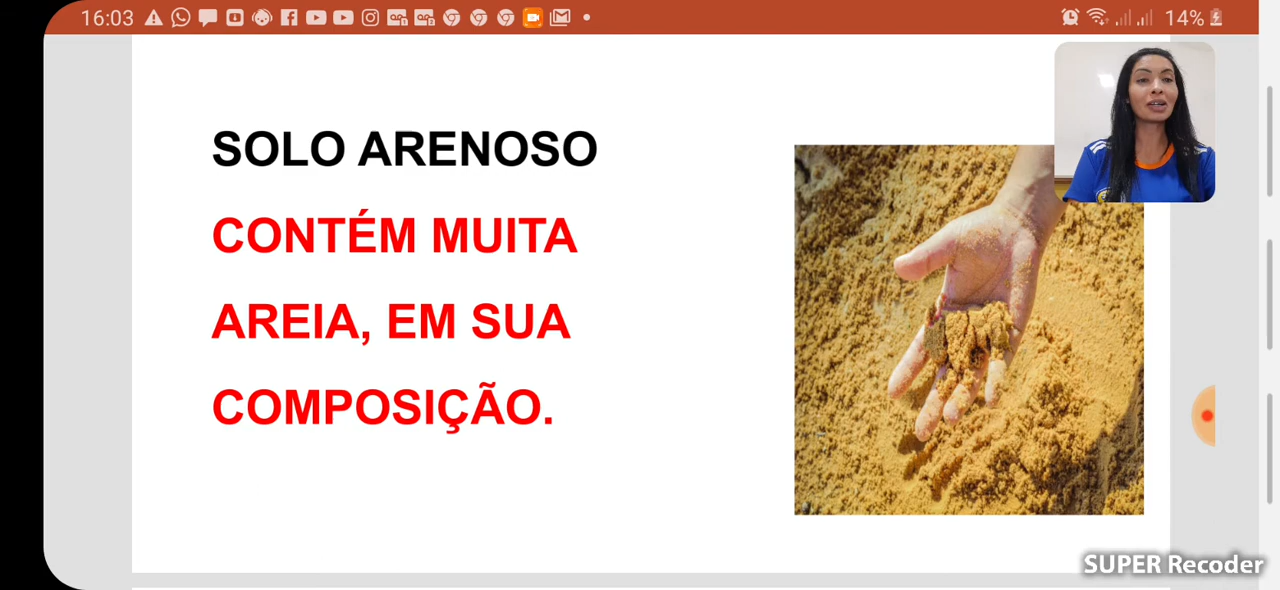 16:03
14%
SOLO ARENOSO
CONTÉM MUITA
AREIA, EM SUA
COMPOSIÇÃO.
SUPER Recoder